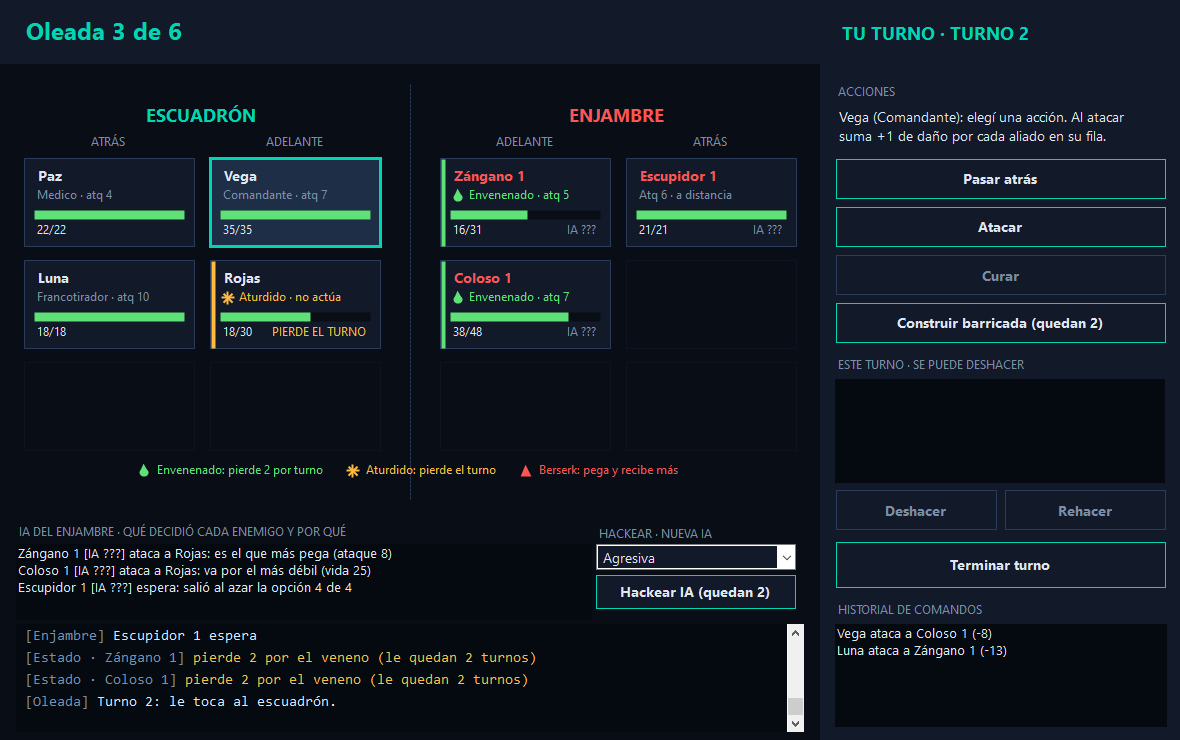 Oleada 3 de 6
TU TURNO · TURNO 2
ESCUADRÓN
ATRÁS
ADELANTE
Paz
Medico · atq 4
22/22
Vega
Comandante · atq 7
35/35
Luna
Francotirador · atq 10
18/18
Rojas
Aturdido · no actúa
18/30
PIERDE EL TURNO
ENJAMBRE
ADELANTE
ATRÁS
Zángano 1
Envenenado · atq 5
16/31
IA ???
Escupidor 1
Atq 6 · a distancia
21/21
IA ???
Coloso 1
Envenenado · atq 7
38/48
IA ???
Envenenado: pierde 2 por turno
Aturdido: pierde el turno
Berserk: pega y recibe más
IA DEL ENJAMBRE · QUÉ DECIDIÓ CADA ENEMIGO Y POR QUÉ
Zángano 1 [IA ???] ataca a Rojas: es el que más pega (ataque 8)
Coloso 1 [IA ???] ataca a Rojas: va por el más débil (vida 25)
Escupidor 1 [IA ???] espera: salió al azar la opción 4 de 4
HACKEAR · NUEVA IA
Agresiva
Hackear IA (quedan 2)
[Enjambre] Escupidor 1 espera
[Estado · Zángano 1] pierde 2 por el veneno (le quedan 2 turnos)
[Estado · Coloso 1] pierde 2 por el veneno (le quedan 2 turnos)
[Oleada] Turno 2: le toca al escuadrón.
ACCIONES
Vega (Comandante): elegí una acción. Al atacar
suma +1 de daño por cada aliado en su fila.
Pasar atrás
Atacar
Curar
Construir barricada (quedan 2)
ESTE TURNO · SE PUEDE DESHACER
Deshacer
Rehacer
Terminar turno
HISTORIAL DE COMANDOS
Vega ataca a Coloso 1 (-8)
Luna ataca a Zángano 1 (-13)